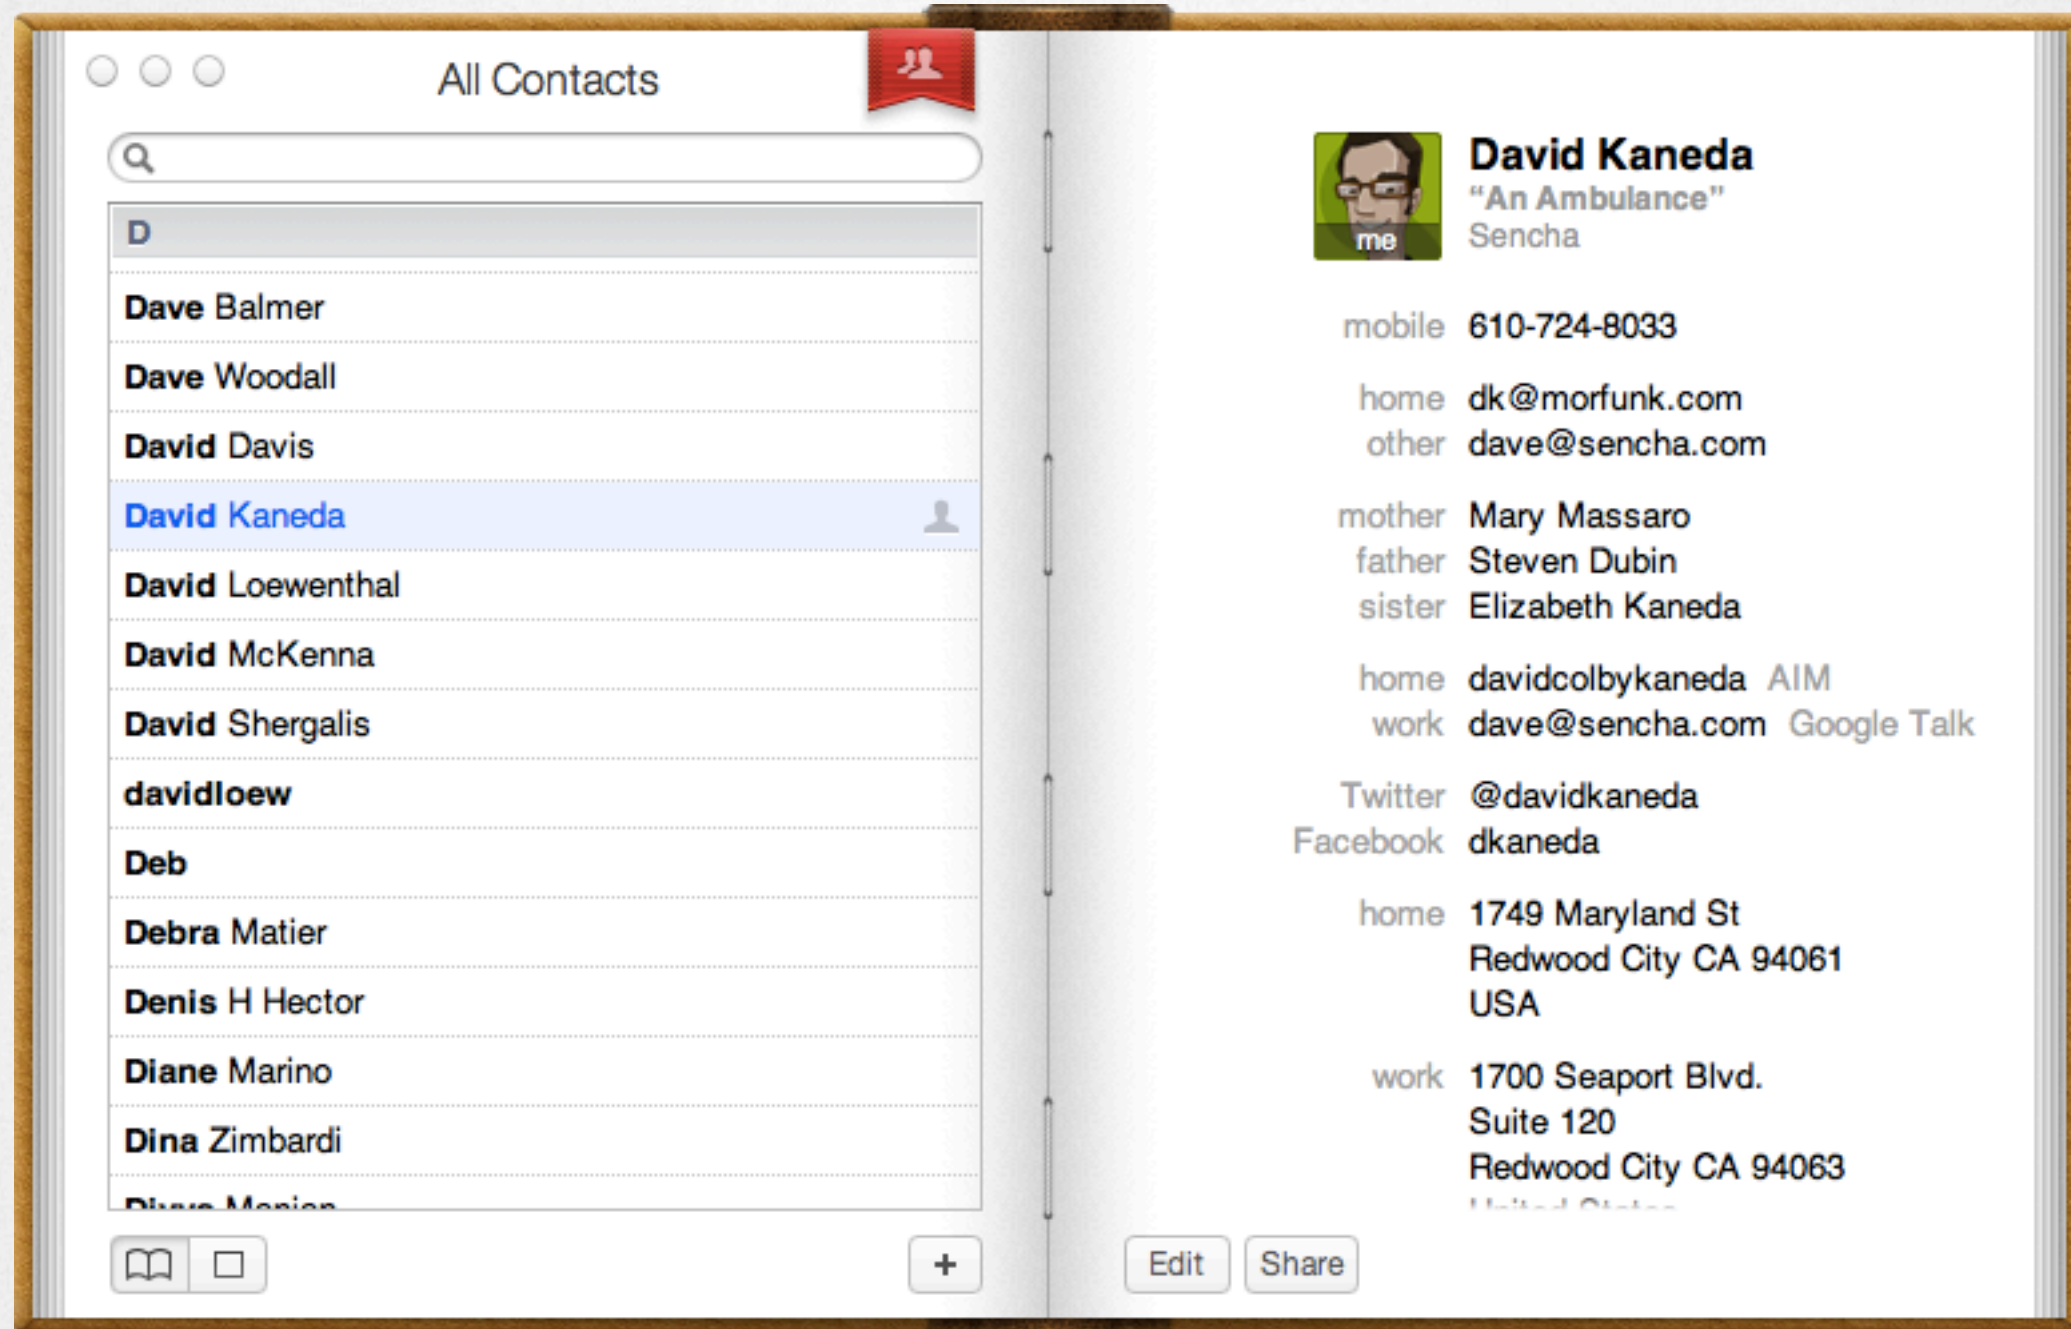 All Contacts
D
Dave Balmer
Dave Woodall
David Davis
David Kaneda
David Loewenthal
David McKenna
David Shergalis
davidloew
Deb
Debra Matier
Denis H Hector
Diane Marino
Dina Zimbardi
Edit Share
me
David Kaneda
“An Ambulance”
Sencha
mobile 610-724-8033
home dk@morfunk.com
other dave@sencha.com
mother Mary Massaro
father Steven Dubin
sister Elizabeth Kaneda
home davidcolbykaneda AIM
work dave@sencha.com Google Talk
Twitter @davidkaneda
Facebook dkaneda
home 1749 Maryland St
Redwood City CA 94061
USA
work 1700 Seaport Blvd.
Suite 120
Redwood City CA 94063